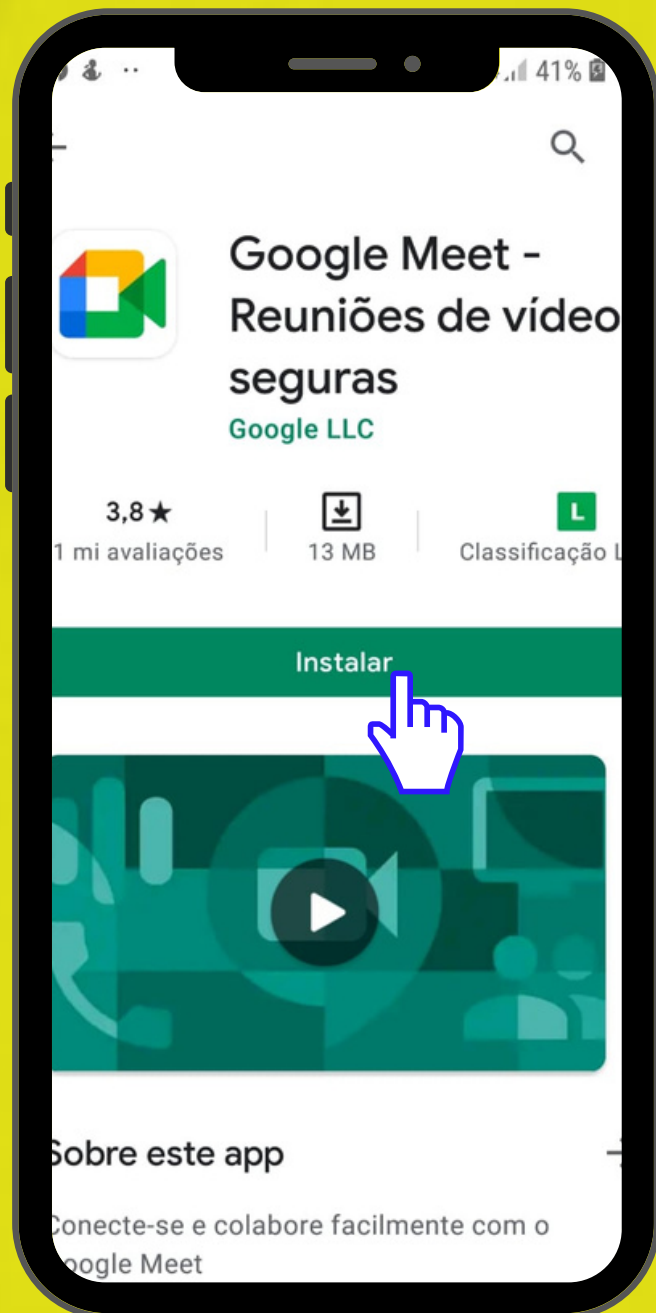 41%
Google Meet -
Reuniões de vídeo
seguras
Google LLC
3,8★
1 mi avaliações
13 MB
L
Classificação L
Instalar
Sobre este app
Conecte-se e colabore facilmente com o
Google Meet